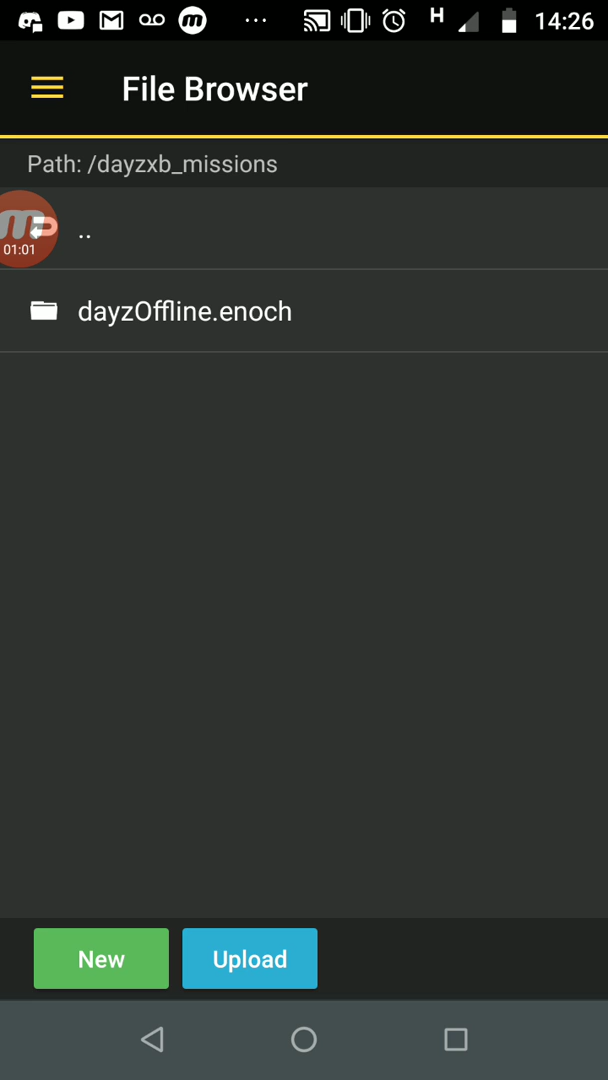 H
14:26
File Browser
Path: /dayzxb_missions
01:01
..
dayzOffline.enoch
New
Upload